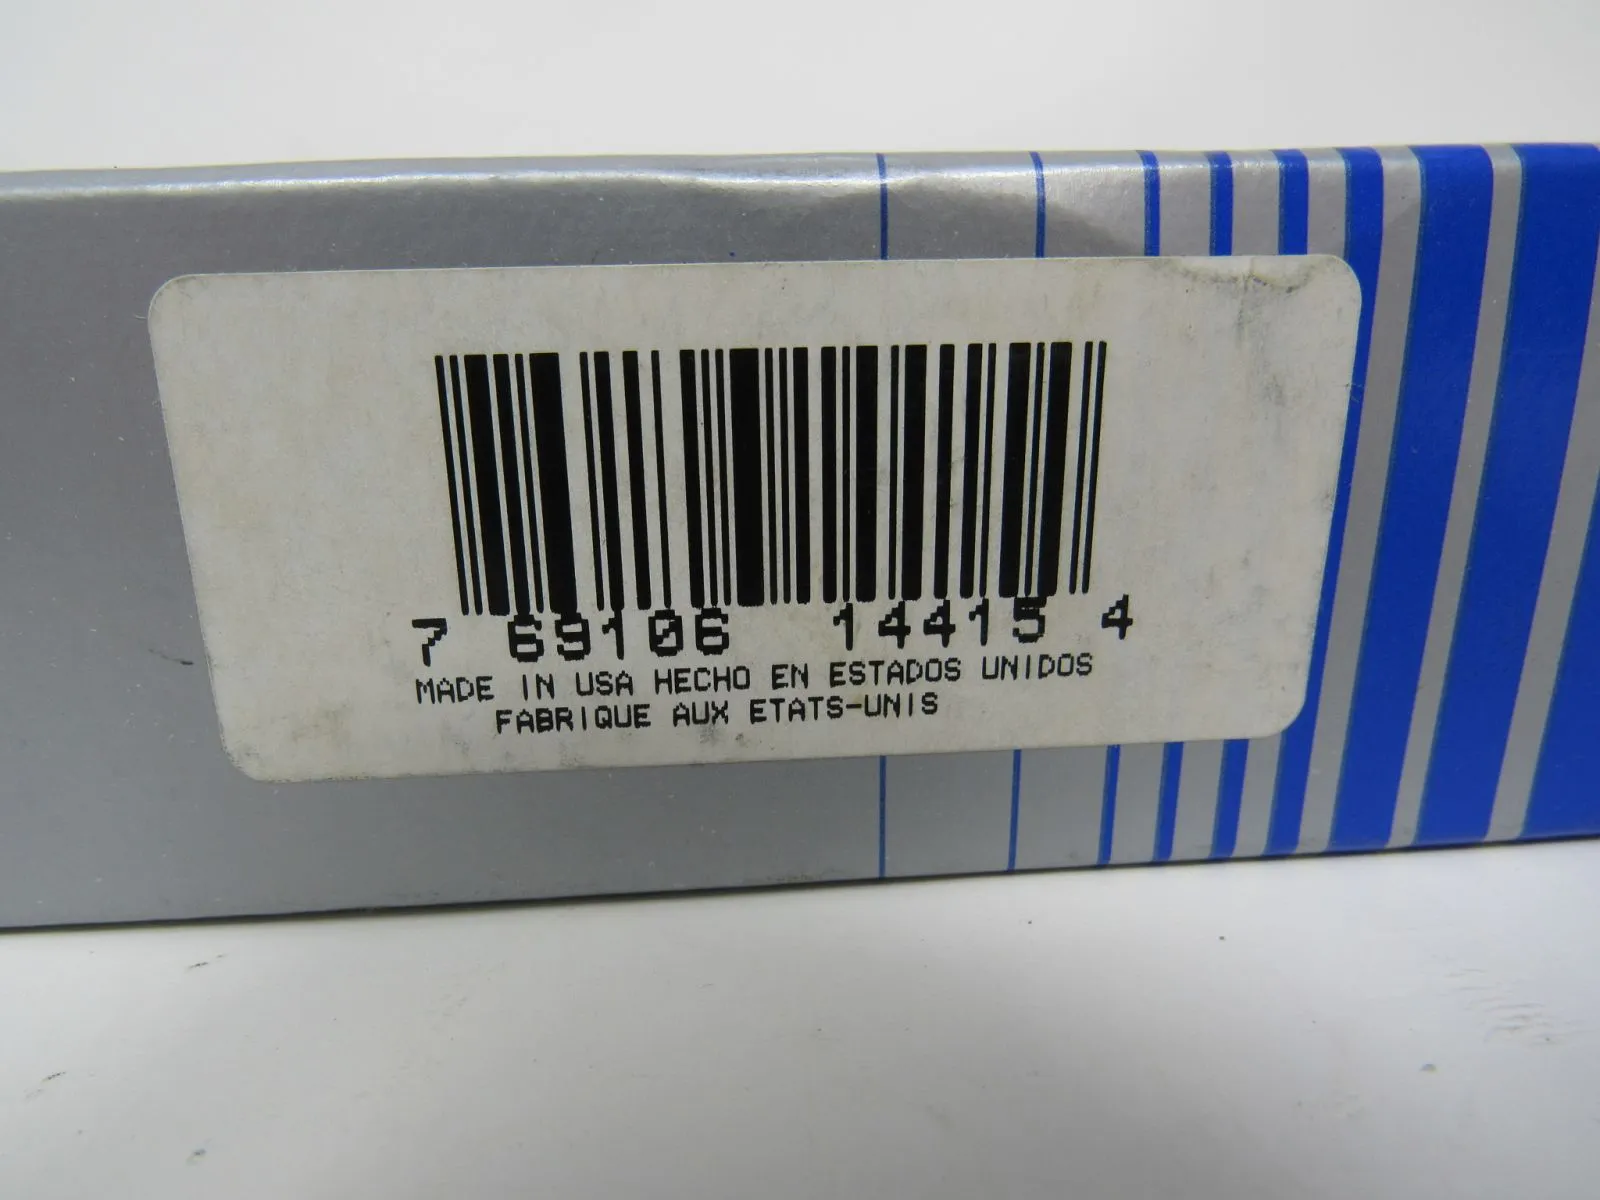 7 69106 14415 4
MADE IN USA HECHO EN ESTADOS UNIDOS
FABRIQUE AUX ETATS-UNIS